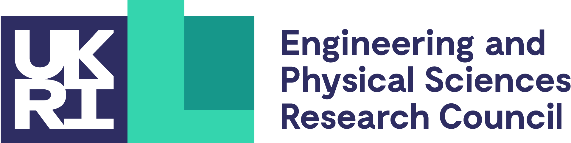 UK
RI
Engineering and
Physical Sciences
Research Council